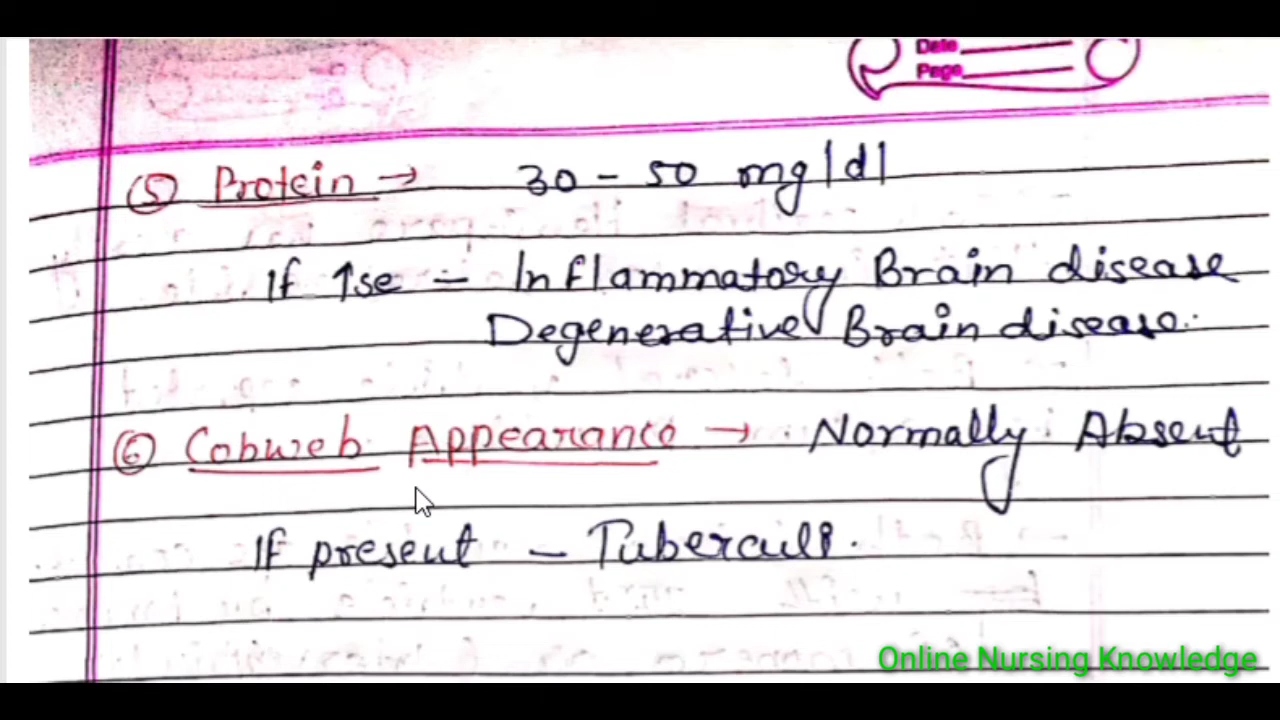 Date
Page
(5) Protein → 30 - 50 mg/dl
If ↑se - Inflammatory Brain disease
Degenerative Brain disease.
(6) Cobweb Appearance → Normally Absent
If present - Tuberculi.
Online Nursing Knowledge